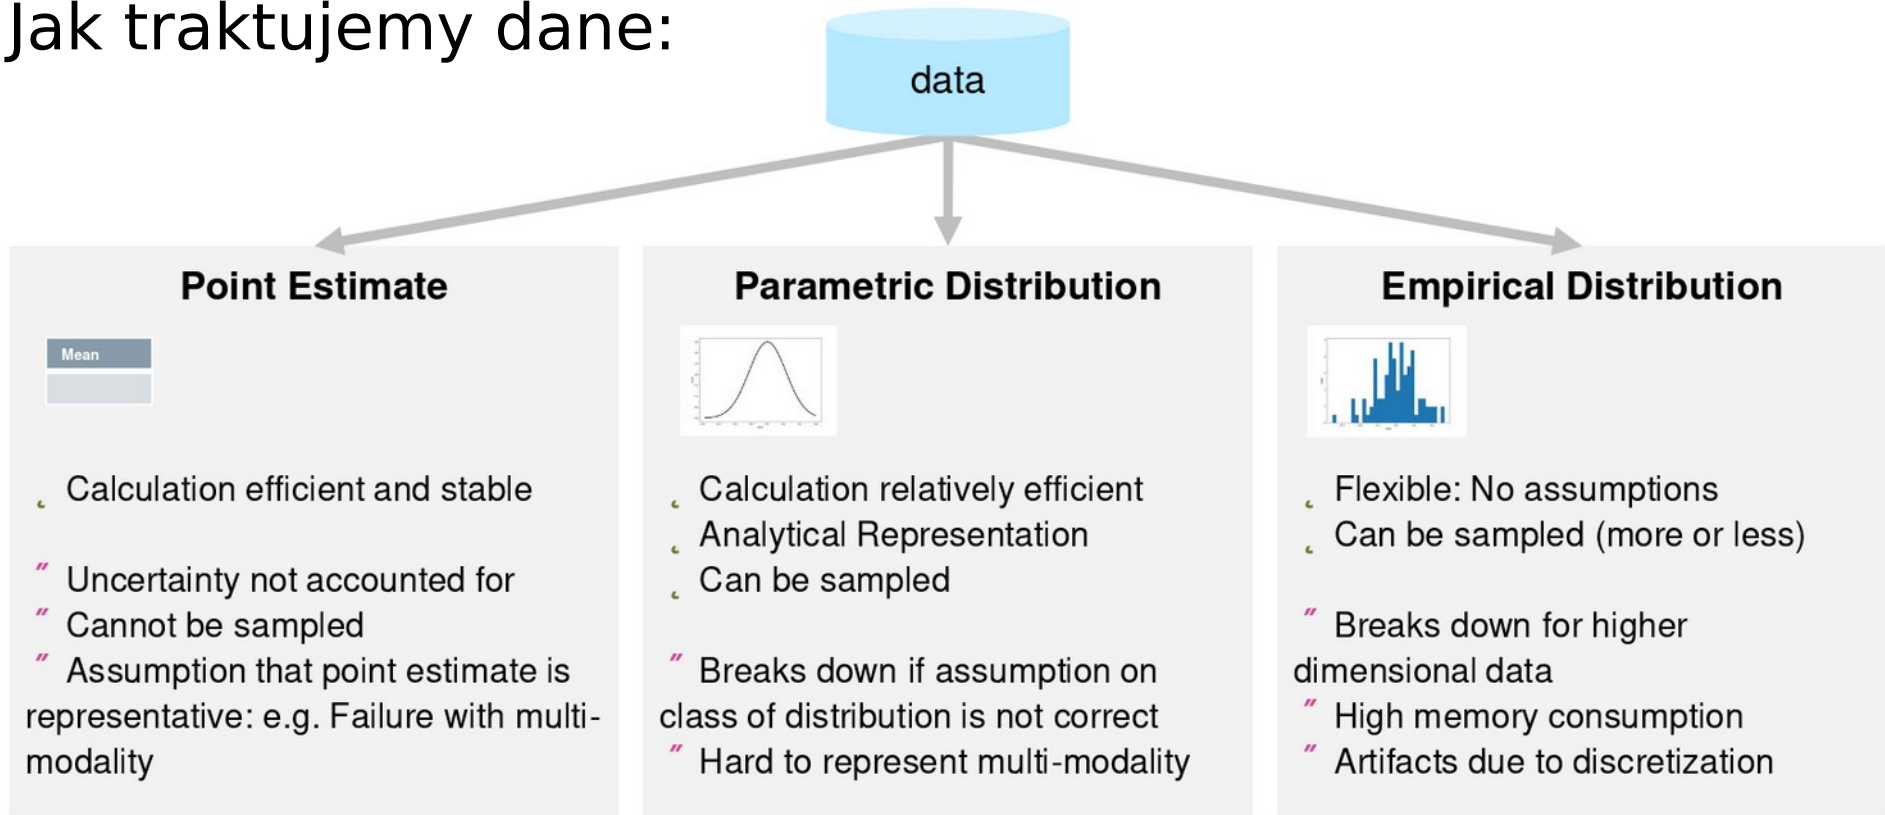 Jak traktujemy dane:
data
Point Estimate
Mean
Calculation efficient and stable
Uncertainty not accounted for
Cannot be sampled
Assumption that point estimate is
representative: e.g. Failure with multi-
modality
Parametric Distribution
Calculation relatively efficient
Analytical Representation
Can be sampled
Breaks down if assumption on
class of distribution is not correct
Hard to represent multi-modality
Empirical Distribution
Flexible: No assumptions
Can be sampled (more or less)
Breaks down for higher
dimensional data
High memory consumption
Artifacts due to discretization